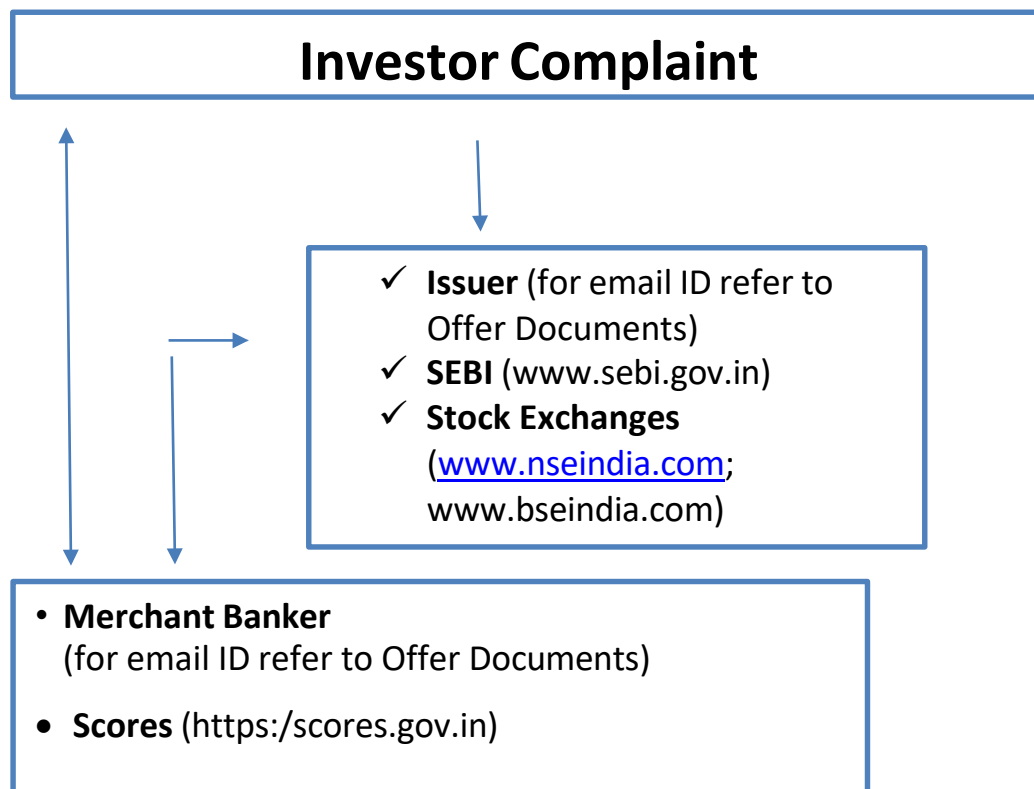 Investor Complaint
✓ Issuer (for email ID refer to
Offer Documents)
✓ SEBI (www.sebi.gov.in)
✓ Stock Exchanges
(www.nseindia.com;
www.bseindia.com)
• Merchant Banker
(for email ID refer to Offer Documents)
• Scores (https:/scores.gov.in)